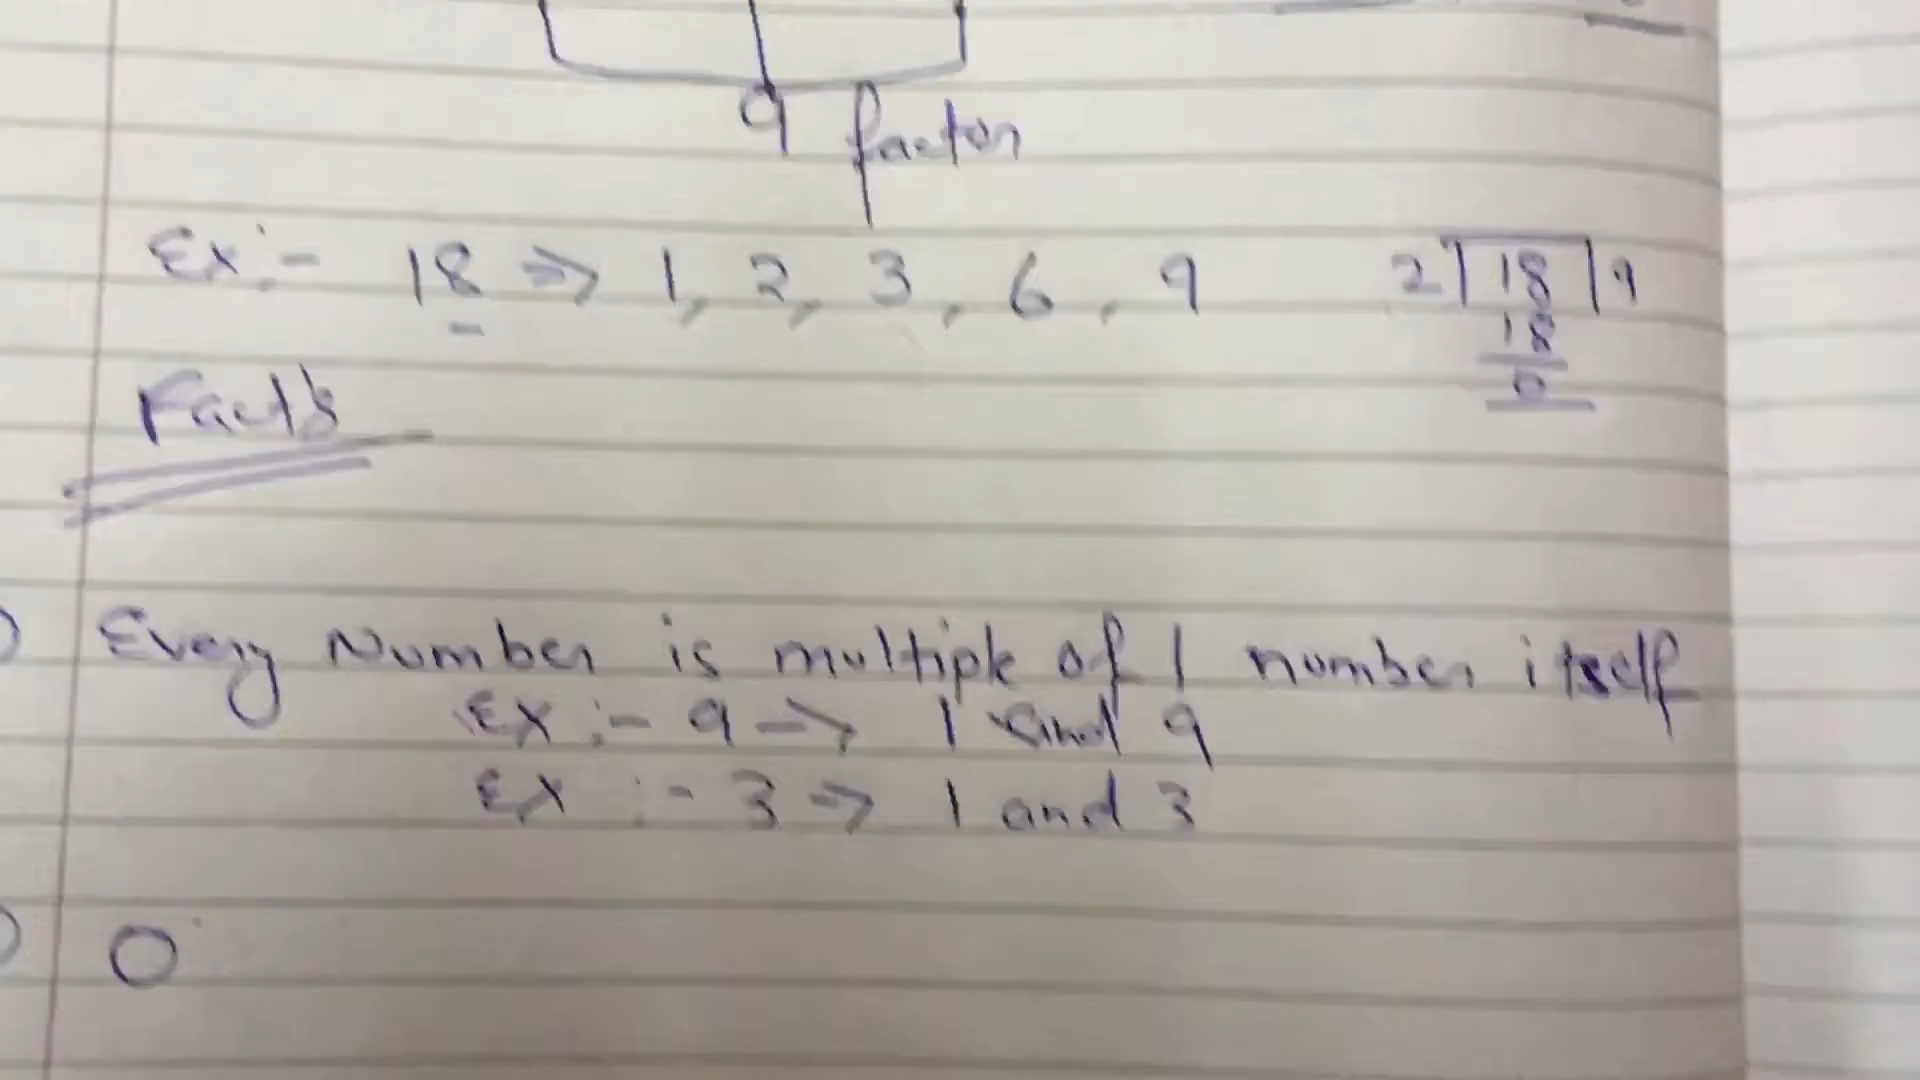 9 factor
Ex:- 18 ⇒ 1, 2, 3, 6, 9
2 | 18 | 9
18
0
Facts
Every Number is multiple of 1 number itself
Ex :- 9 → 1 and 9
Ex :- 3 → 1 and 3
0